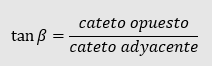 tan β = cateto opuesto / cateto adyacente